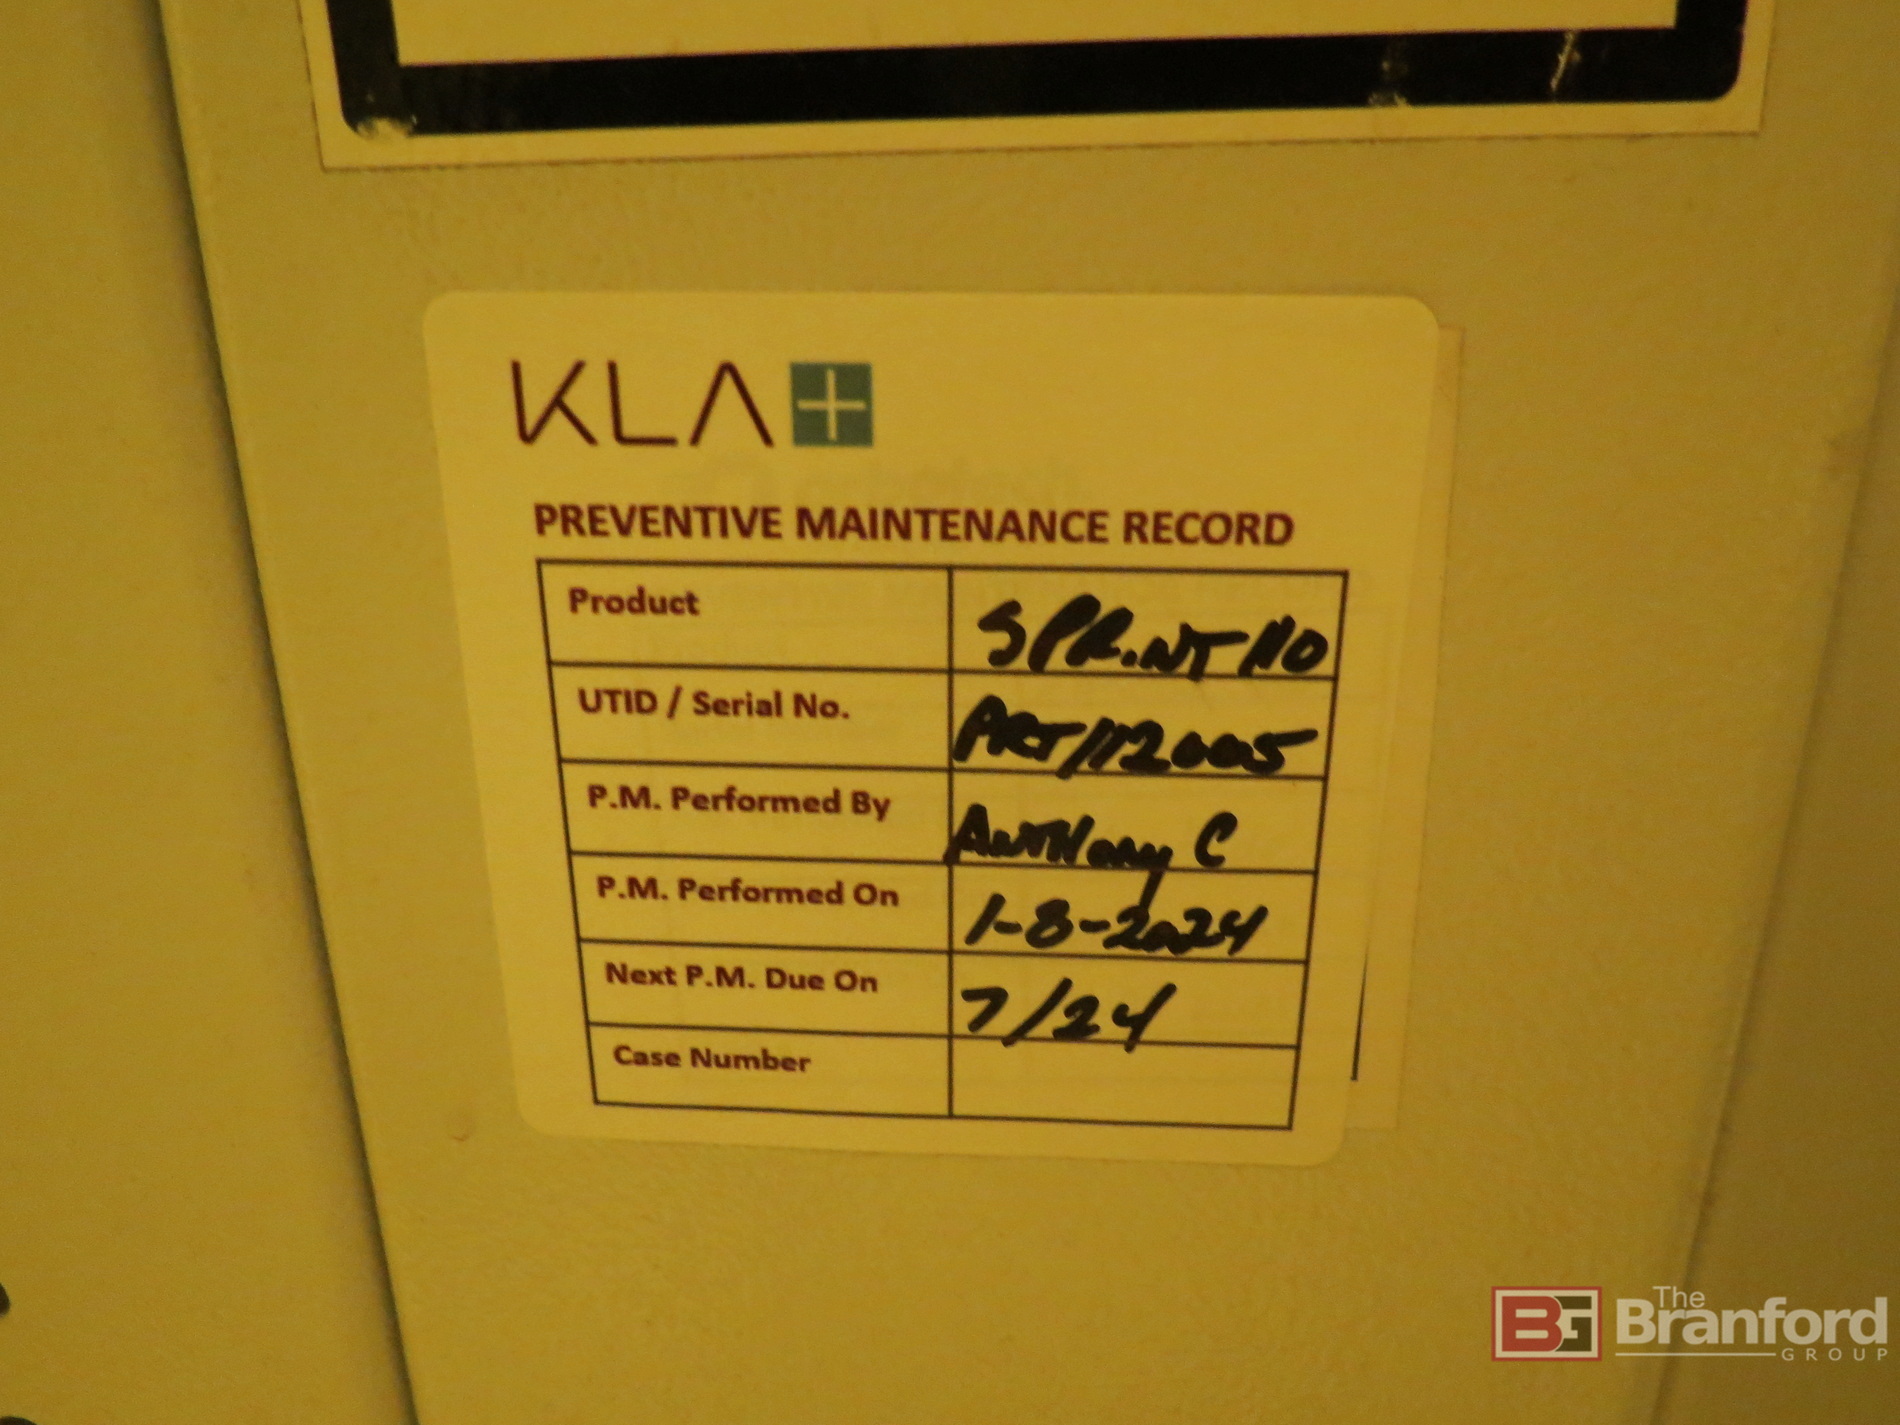 KLA+
PREVENTIVE MAINTENANCE RECORD
Product SPRiNT 110
UTID / Serial No. PRT112005
P.M. Performed By ANTHony C
P.M. Performed On 1-8-2024
Next P.M. Due On 7/24
Case Number
BG The Branford GROUP